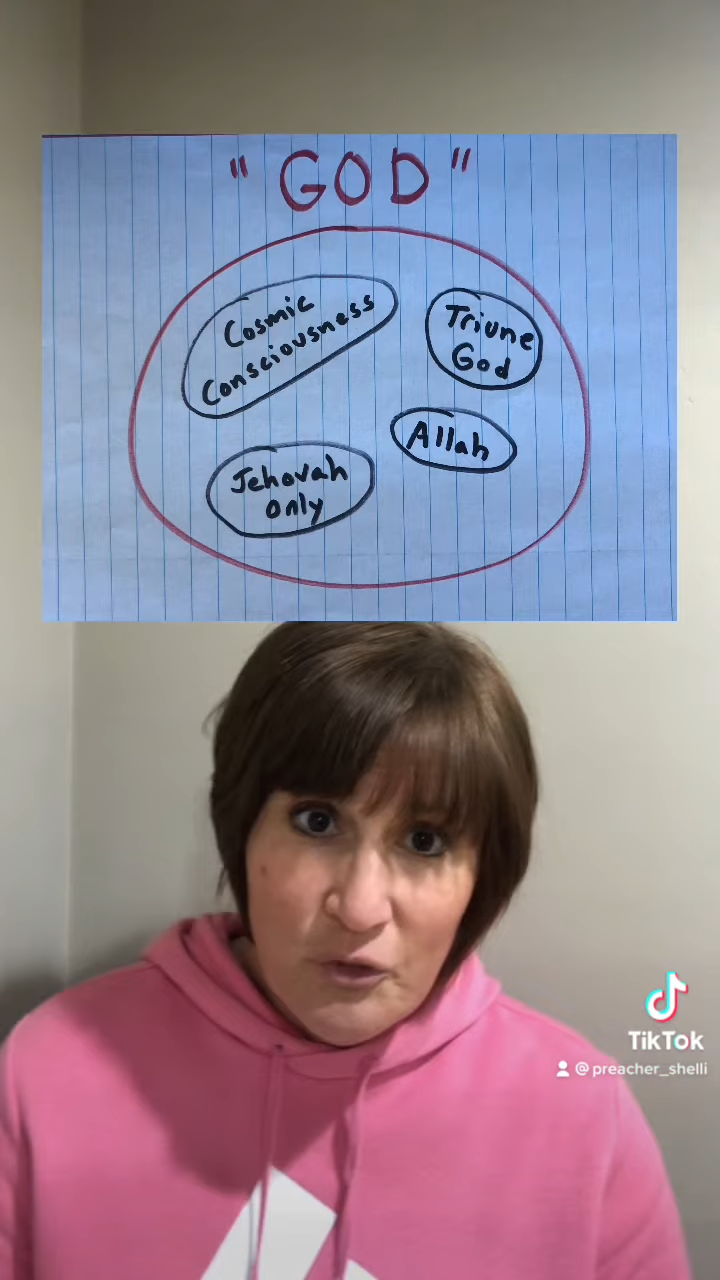 "GOD"
Cosmic
Consciousness
Triune
God
Allah
Jehovah
only
TikTok
@preacher_shelli